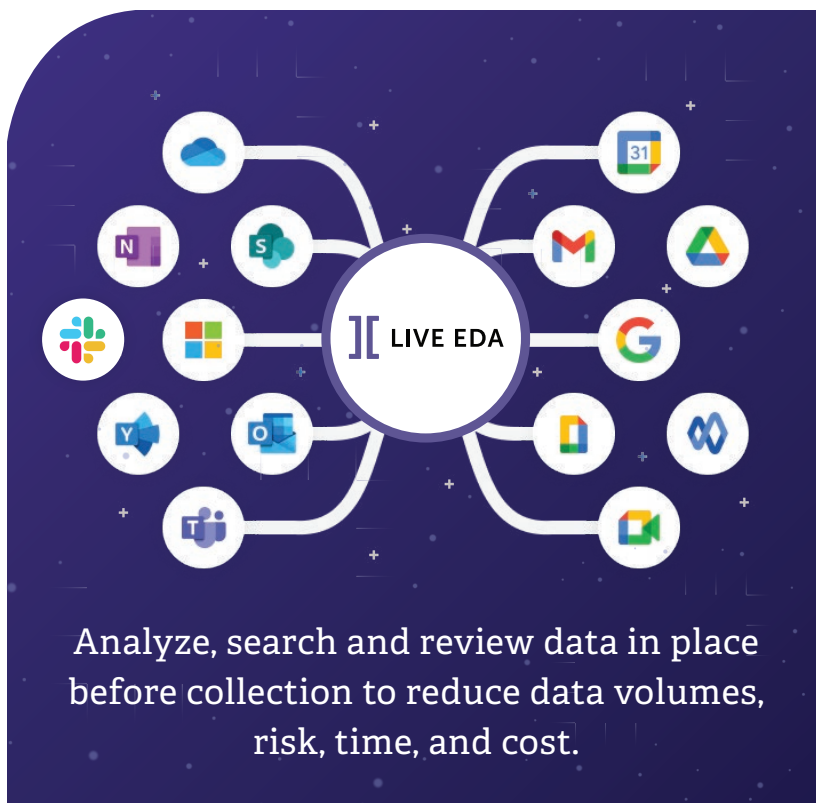 31
N
S
LIVE EDA
Y
O
T
Analyze, search and review data in place
before collection to reduce data volumes,
risk, time, and cost.